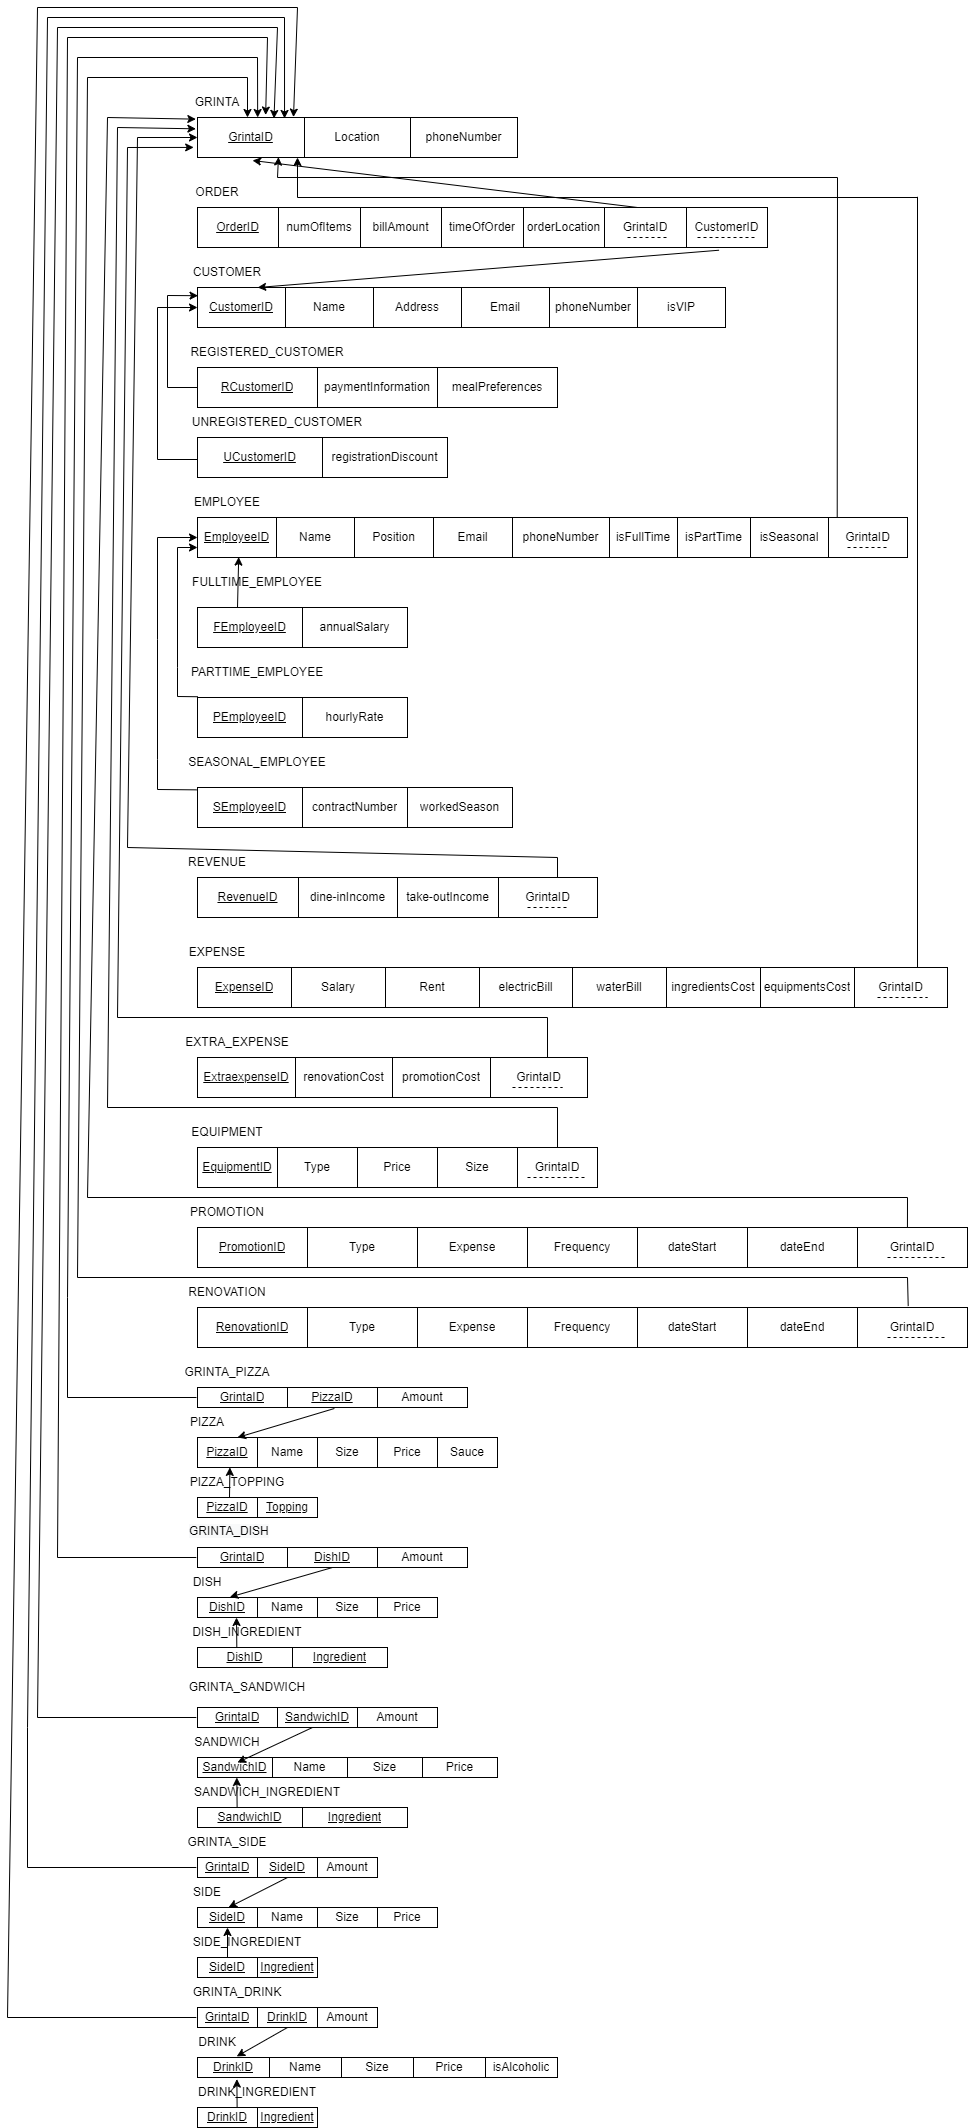 GRINTA
GrintaID Location phoneNumber
ORDER
OrderID numOfItems billAmount timeOfOrder orderLocation GrintaID CustomerID
CUSTOMER
CustomerID Name Address Email phoneNumber isVIP
REGISTERED_CUSTOMER
RCustomerID paymentInformation mealPreferences
UNREGISTERED_CUSTOMER
UCustomerID registrationDiscount
EMPLOYEE
EmployeeID Name Position Email phoneNumber isFullTime isPartTime isSeasonal GrintaID
FULLTIME_EMPLOYEE
FEmployeeID annualSalary
PARTTIME_EMPLOYEE
PEmployeeID hourlyRate
SEASONAL_EMPLOYEE
SEmployeeID contractNumber workedSeason
REVENUE
RevenueID dine-inIncome take-outIncome GrintaID
EXPENSE
ExpenseID Salary Rent electricBill waterBill ingredientsCost equipmentsCost GrintaID
EXTRA_EXPENSE
ExtraexpenseID renovationCost promotionCost GrintaID
EQUIPMENT
EquipmentID Type Price Size GrintaID
PROMOTION
PromotionID Type Expense Frequency dateStart dateEnd GrintaID
RENOVATION
RenovationID Type Expense Frequency dateStart dateEnd GrintaID
GRINTA_PIZZA
GrintaID PizzaID Amount
PIZZA
PizzaID Name Size Price Sauce
PIZZA_TOPPING
PizzaID Topping
GRINTA_DISH
GrintaID DishID Amount
DISH
DishID Name Size Price
DISH_INGREDIENT
DishID Ingredient
GRINTA_SANDWICH
GrintaID SandwichID Amount
SANDWICH
SandwichID Name Size Price
SANDWICH_INGREDIENT
SandwichID Ingredient
GRINTA_SIDE
GrintaID SideID Amount
SIDE
SideID Name Size Price
SIDE_INGREDIENT
SideID Ingredient
GRINTA_DRINK
GrintaID DrinkID Amount
DRINK
DrinkID Name Size Price isAlcoholic
DRINK_INGREDIENT
DrinkID Ingredient